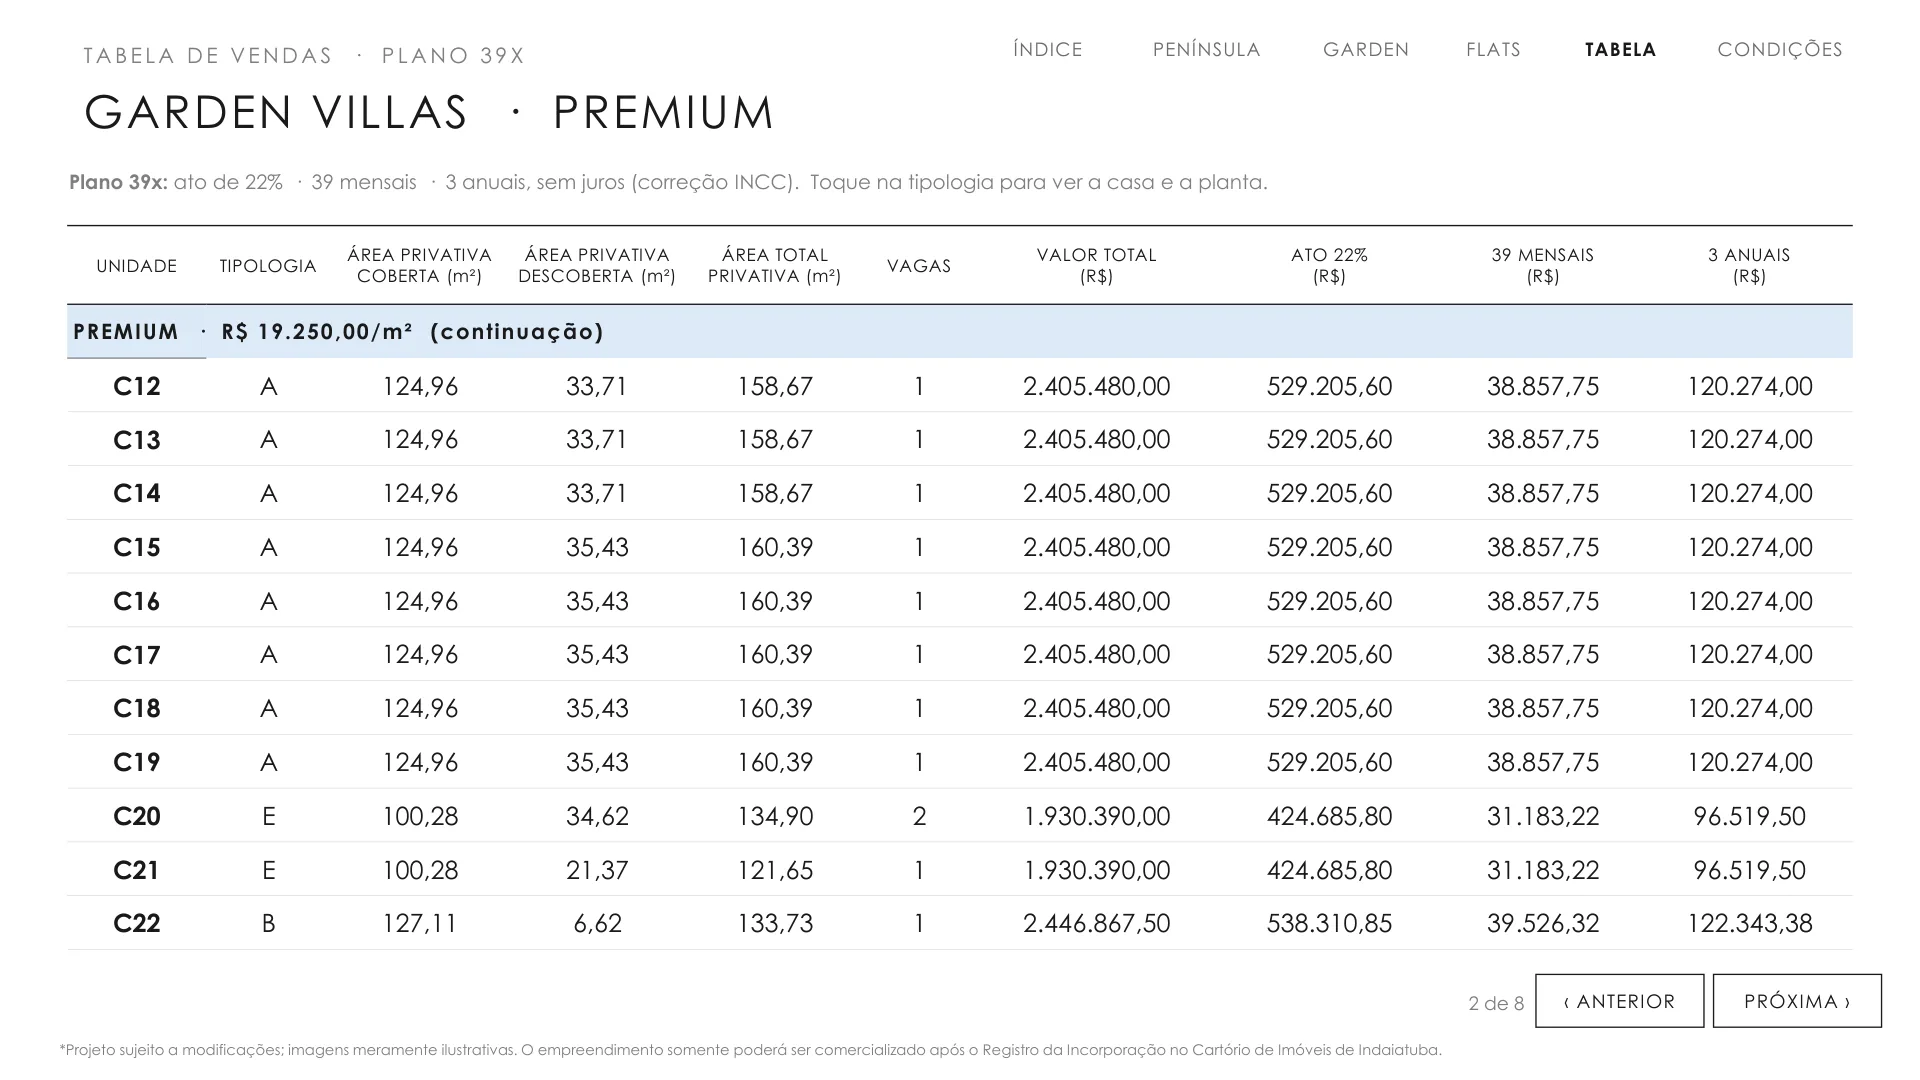 TABELA DE VENDAS · PLANO 39X
ÍNDICE PENÍNSULA GARDEN FLATS TABELA CONDIÇÕES
GARDEN VILLAS · PREMIUM
Plano 39x: ato de 22% · 39 mensais · 3 anuais, sem juros (correção INCC). Toque na tipologia para ver a casa e a planta.
UNIDADE TIPOLOGIA ÁREA PRIVATIVA COBERTA (m²) ÁREA PRIVATIVA DESCOBERTA (m²) ÁREA TOTAL PRIVATIVA (m²) VAGAS VALOR TOTAL (R$) ATO 22% (R$) 39 MENSAIS (R$) 3 ANUAIS (R$)
PREMIUM · R$ 19.250,00/m² (continuação)
C12 A 124,96 33,71 158,67 1 2.405.480,00 529.205,60 38.857,75 120.274,00
C13 A 124,96 33,71 158,67 1 2.405.480,00 529.205,60 38.857,75 120.274,00
C14 A 124,96 33,71 158,67 1 2.405.480,00 529.205,60 38.857,75 120.274,00
C15 A 124,96 35,43 160,39 1 2.405.480,00 529.205,60 38.857,75 120.274,00
C16 A 124,96 35,43 160,39 1 2.405.480,00 529.205,60 38.857,75 120.274,00
C17 A 124,96 35,43 160,39 1 2.405.480,00 529.205,60 38.857,75 120.274,00
C18 A 124,96 35,43 160,39 1 2.405.480,00 529.205,60 38.857,75 120.274,00
C19 A 124,96 35,43 160,39 1 2.405.480,00 529.205,60 38.857,75 120.274,00
C20 E 100,28 34,62 134,90 2 1.930.390,00 424.685,80 31.183,22 96.519,50
C21 E 100,28 21,37 121,65 1 1.930.390,00 424.685,80 31.183,22 96.519,50
C22 B 127,11 6,62 133,73 1 2.446.867,50 538.310,85 39.526,32 122.343,38
2 de 8 ‹ ANTERIOR PRÓXIMA ›
*Projeto sujeito a modificações; imagens meramente ilustrativas. O empreendimento somente poderá ser comercializado após o Registro da Incorporação no Cartório de Imóveis de Indaiatuba.